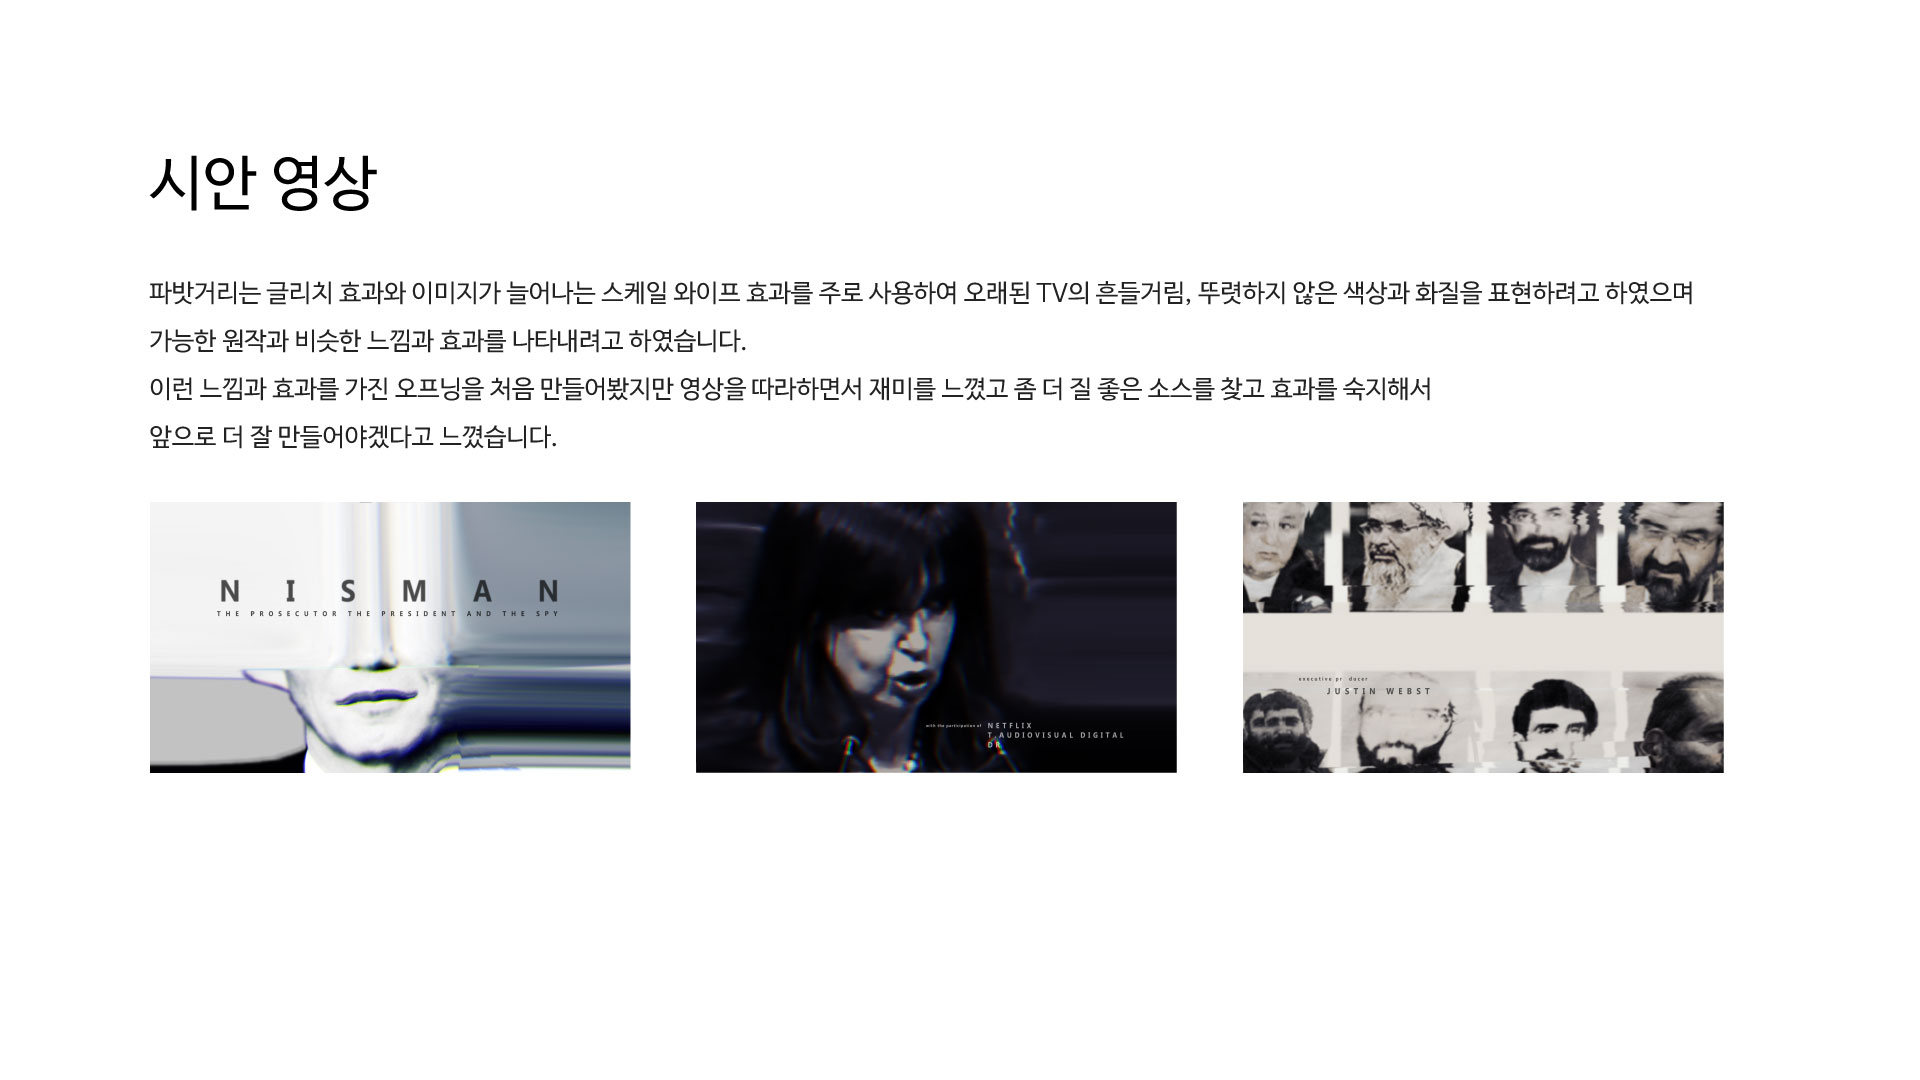 시안 영상
파밧거리는 글리치 효과와 이미지가 늘어나는 스케일 와이프 효과를 주로 사용하여 오래된 TV의 흔들거림, 뚜렷하지 않은 색상과 화질을 표현하려고 하였으며
가능한 원작과 비슷한 느낌과 효과를 나타내려고 하였습니다.
이런 느낌과 효과를 가진 오프닝을 처음 만들어봤지만 영상을 따라하면서 재미를 느꼈고 좀 더 질 좋은 소스를 찾고 효과를 숙지해서
앞으로 더 잘 만들어야겠다고 느꼈습니다.
NISMAN
THE PROSECUTOR THE PRESIDENT AND THE SPY
with the participation of NETFLIX
T.AUDIOVISUAL DIGITAL
DR
executive pr ducer
JUSTIN WEBST